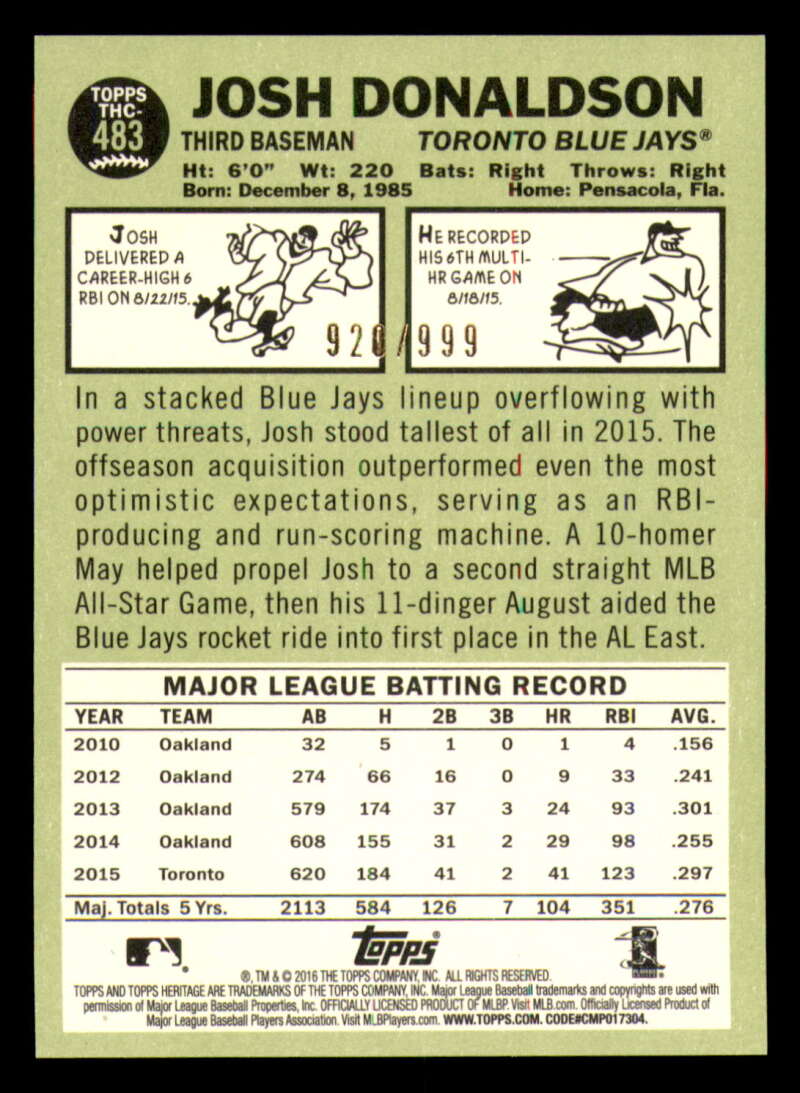 TOPPS
THC-
483
JOSH DONALDSON
THIRD BASEMAN TORONTO BLUE JAYS®
Ht: 6'0" Wt: 220 Bats: Right Throws: Right
Born: December 8, 1985 Home: Pensacola, Fla.
JOSH
DELIVERED A
CAREER-HIGH 6
RBI ON 8/22/15.
HE RECORDED
HIS 6TH MULTI-
HR GAME ON
8/18/15.
920/999
In a stacked Blue Jays lineup overflowing with
power threats, Josh stood tallest of all in 2015. The
offseason acquisition outperformed even the most
optimistic expectations, serving as an RBI-
producing and run-scoring machine. A 10-homer
May helped propel Josh to a second straight MLB
All-Star Game, then his 11-dinger August aided the
Blue Jays rocket ride into first place in the AL East.
MAJOR LEAGUE BATTING RECORD
YEAR TEAM AB H 2B 3B HR RBI AVG.
2010 Oakland 32 5 1 0 1 4 .156
2012 Oakland 274 66 16 0 9 33 .241
2013 Oakland 579 174 37 3 24 93 .301
2014 Oakland 608 155 31 2 29 98 .255
2015 Toronto 620 184 41 2 41 123 .297
Maj. Totals 5 Yrs. 2113 584 126 7 104 351 .276
Topps®
®, TM & © 2016 THE TOPPS COMPANY, INC. ALL RIGHTS RESERVED.
TOPPS AND TOPPS HERITAGE ARE TRADEMARKS OF THE TOPPS COMPANY, INC. Major League Baseball trademarks and copyrights are used with
permission of Major League Baseball Properties, Inc. OFFICIALLY LICENSED PRODUCT OF MLBP. Visit MLB.com. Officially Licensed Product of
Major League Baseball Players Association. Visit MLBPlayers.com. WWW.TOPPS.COM. CODE#CMP017304.